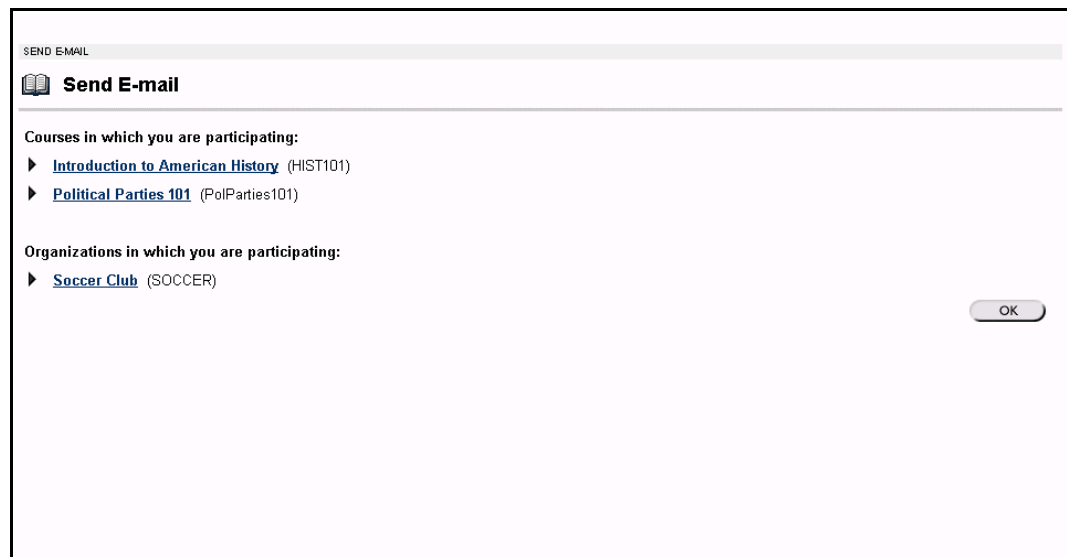 SEND E-MAIL
Send E-mail
Courses in which you are participating:
Introduction to American History (HIST101)
Political Parties 101 (PolParties101)
Organizations in which you are participating:
Soccer Club (SOCCER)
OK